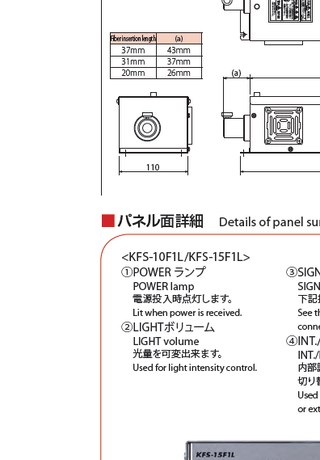 Fiber insertion length (a)
37mm 43mm
31mm 37mm
20mm 26mm
(a)
110
■パネル面詳細 Details of panel su
<KFS-10F1L/KFS-15F1L>
①POWER ランプ
POWER lamp
電源投入時点灯します。
Lit when power is received.
②LIGHTボリューム
LIGHT volume
光量を可変出来ます。
Used for light intensity control.
③SIGN
SIGN
下記
See t
conne
④INT./
INT./
内部
切り
Used
or ext
KFS-15F1L